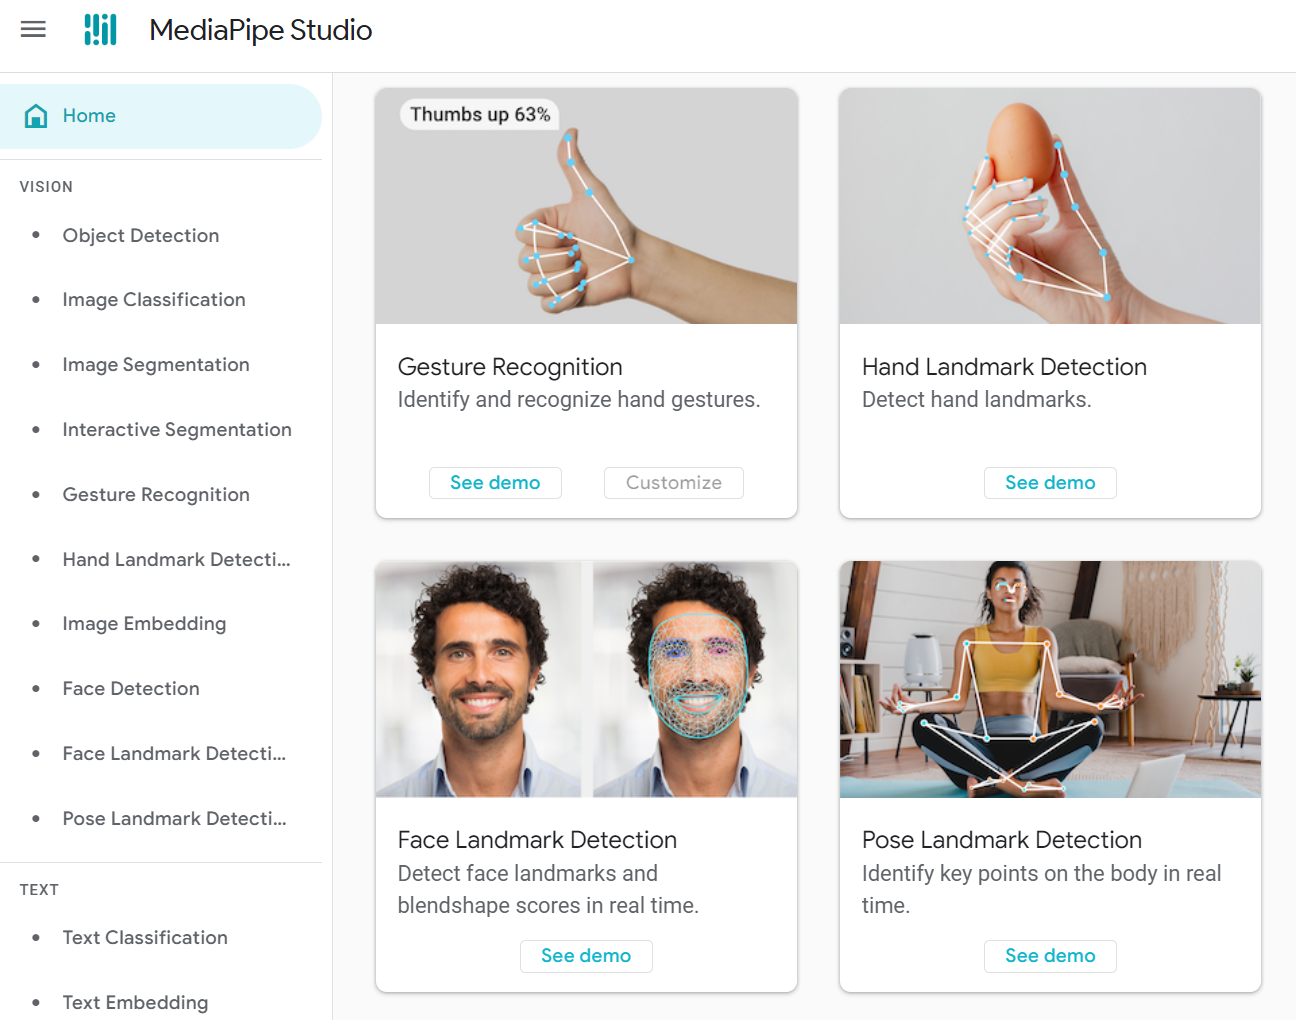 MediaPipe Studio
Home
VISION
Object Detection
Image Classification
Image Segmentation
Interactive Segmentation
Gesture Recognition
Hand Landmark Detecti...
Image Embedding
Face Detection
Face Landmark Detecti...
Pose Landmark Detecti...
TEXT
Text Classification
Text Embedding
Thumbs up 63%
Gesture Recognition
Identify and recognize hand gestures.
See demo Customize
Hand Landmark Detection
Detect hand landmarks.
See demo
Face Landmark Detection
Detect face landmarks and
blendshape scores in real time.
See demo
Pose Landmark Detection
Identify key points on the body in real
time.
See demo